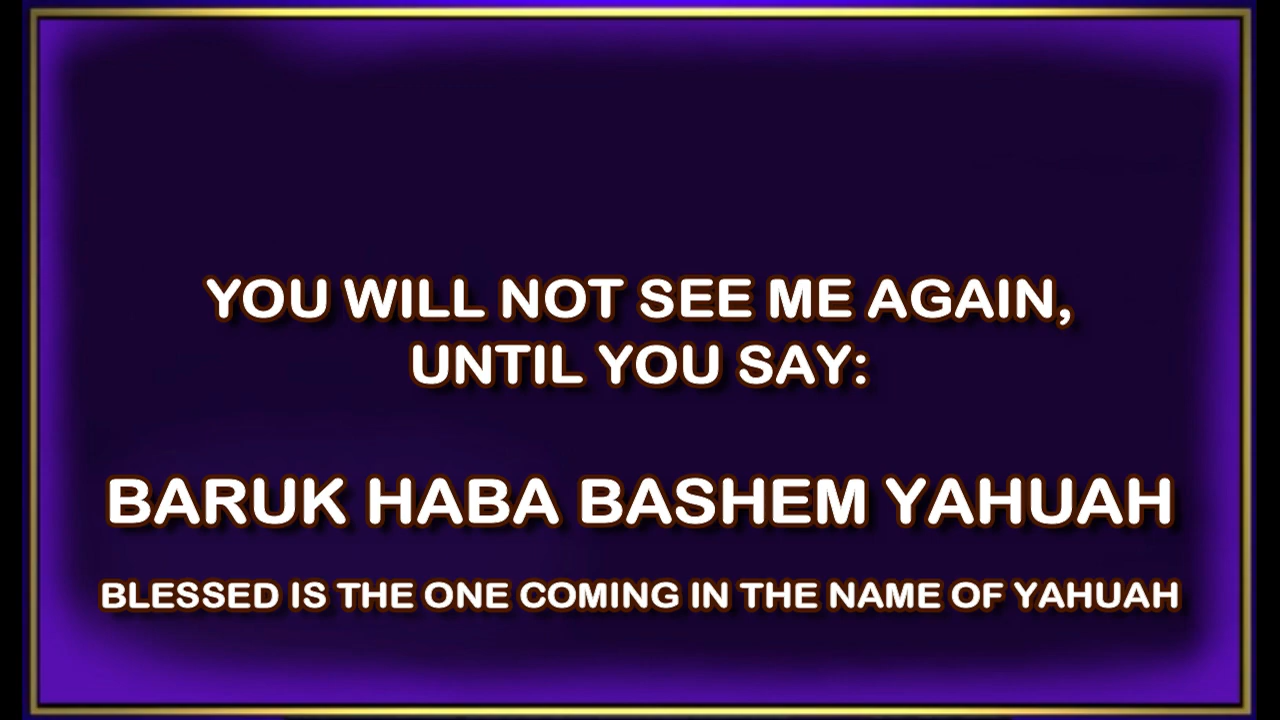 YOU WILL NOT SEE ME AGAIN,
UNTIL YOU SAY:
BARUK HABA BASHEM YAHUAH
BLESSED IS THE ONE COMING IN THE NAME OF YAHUAH